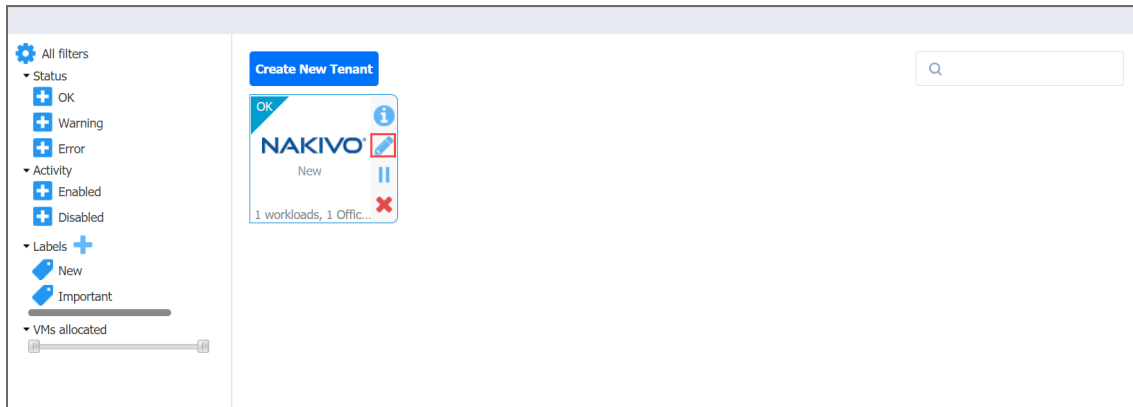 All filters
Status
OK
Warning
Error
Activity
Enabled
Disabled
Labels
New
Important
VMs allocated
Create New Tenant
OK
NAKIVO®
New
1 workloads, 1 Offic...